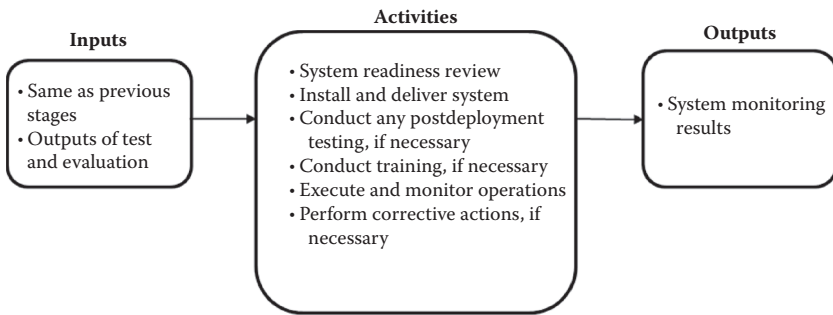 Inputs
• Same as previous
stages
• Outputs of test
and evaluation
Activities
• System readiness review
• Install and deliver system
• Conduct any postdeployment
testing, if necessary
• Conduct training, if necessary
• Execute and monitor operations
• Perform corrective actions, if
necessary
Outputs
• System monitoring
results